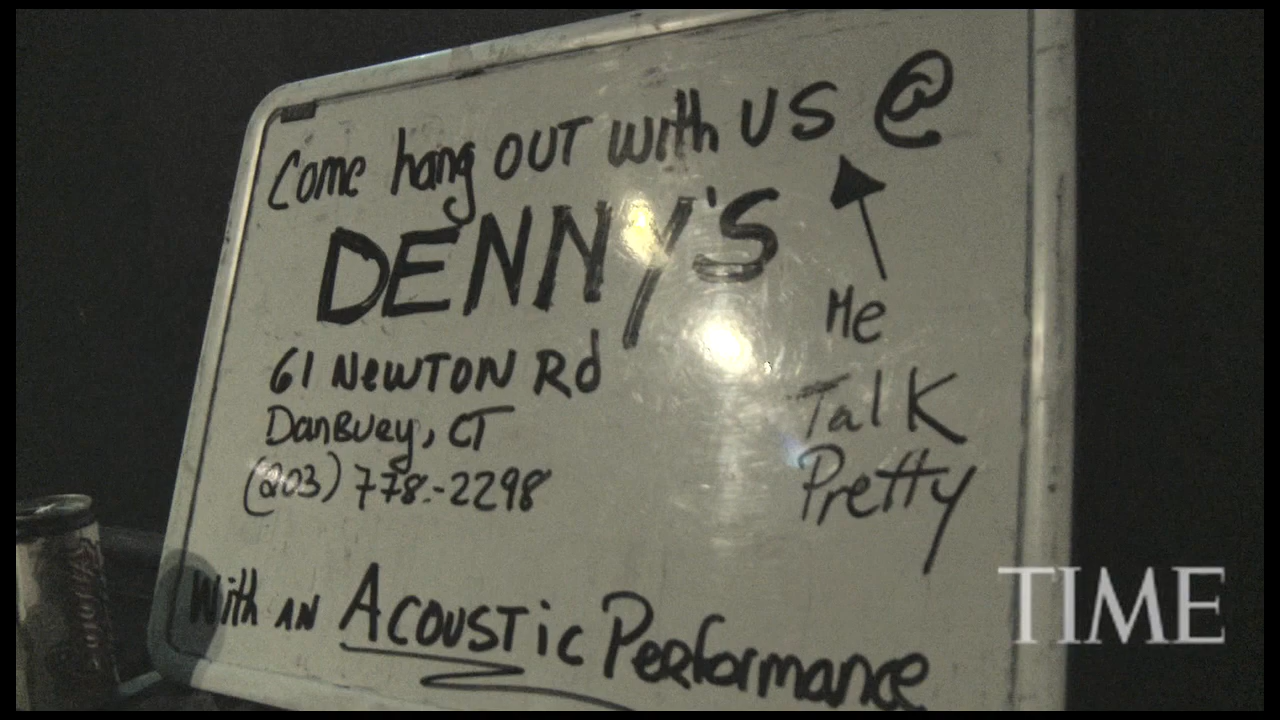 Come hang OUT with US @
DENNY'S
61 NewTON Rd
DanBuey, CT
(203) 778-2298
Me
Talk
Pretty
With AN ACOUSTiC Performance
TIME